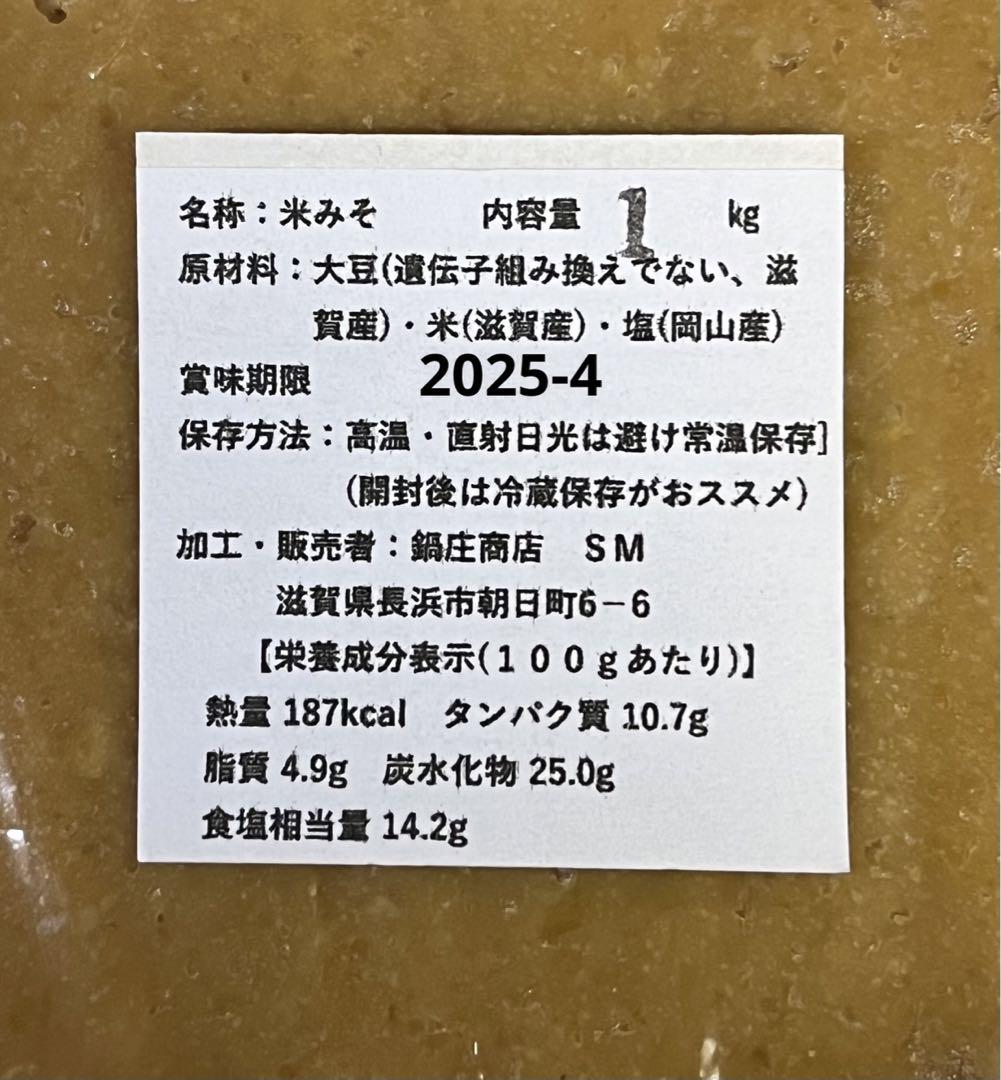 名称：米みそ　内容量　1　kg
原材料：大豆(遺伝子組み換えでない、滋
賀産)・米(滋賀産)・塩(岡山産)
賞味期限　2025-4
保存方法：高温・直射日光は避け常温保存]
(開封後は冷蔵保存がおススメ)
加工・販売者：鍋庄商店　ＳＭ
滋賀県長浜市朝日町6－6
【栄養成分表示(１００ｇあたり)】
熱量 187kcal　タンパク質 10.7g
脂質 4.9g　炭水化物 25.0g
食塩相当量 14.2g